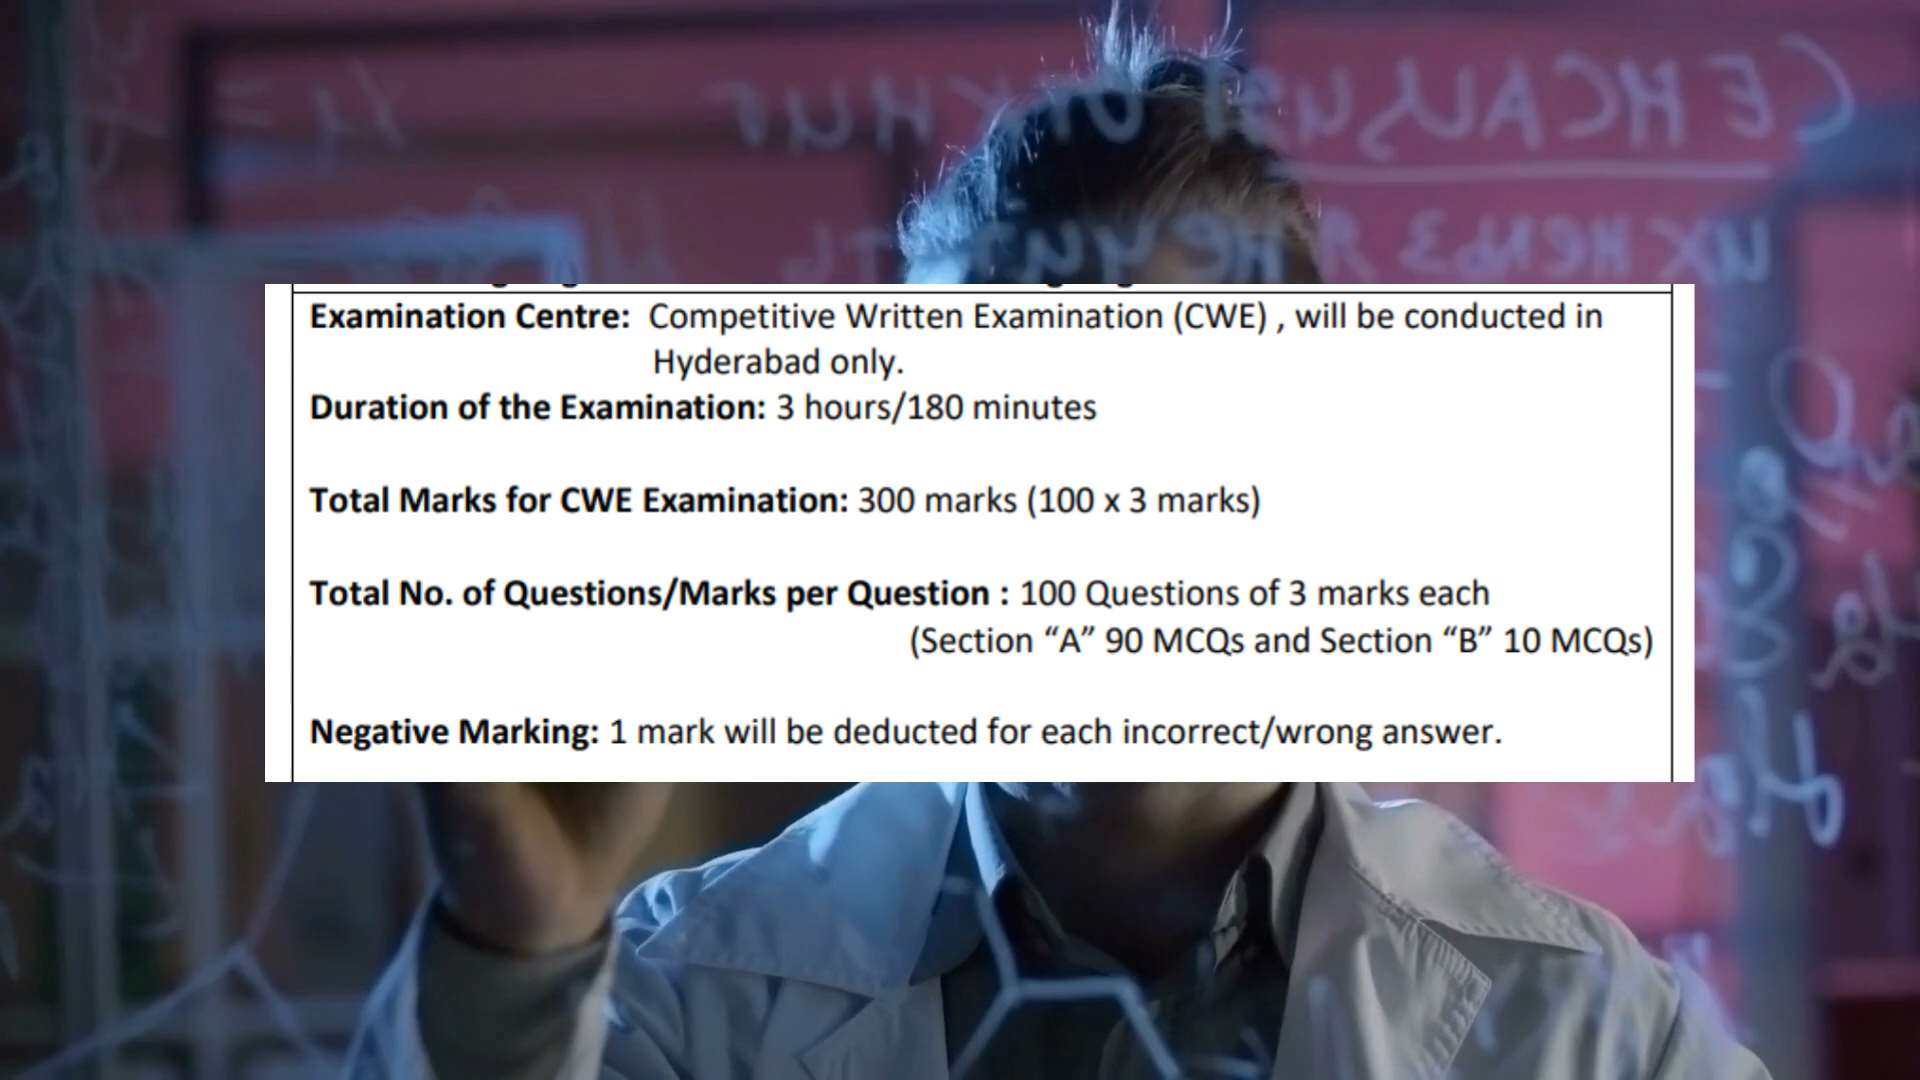 Examination Centre: Competitive Written Examination (CWE) , will be conducted in
Hyderabad only.
Duration of the Examination: 3 hours/180 minutes
Total Marks for CWE Examination: 300 marks (100 x 3 marks)
Total No. of Questions/Marks per Question : 100 Questions of 3 marks each
(Section “A” 90 MCQs and Section “B” 10 MCQs)
Negative Marking: 1 mark will be deducted for each incorrect/wrong answer.